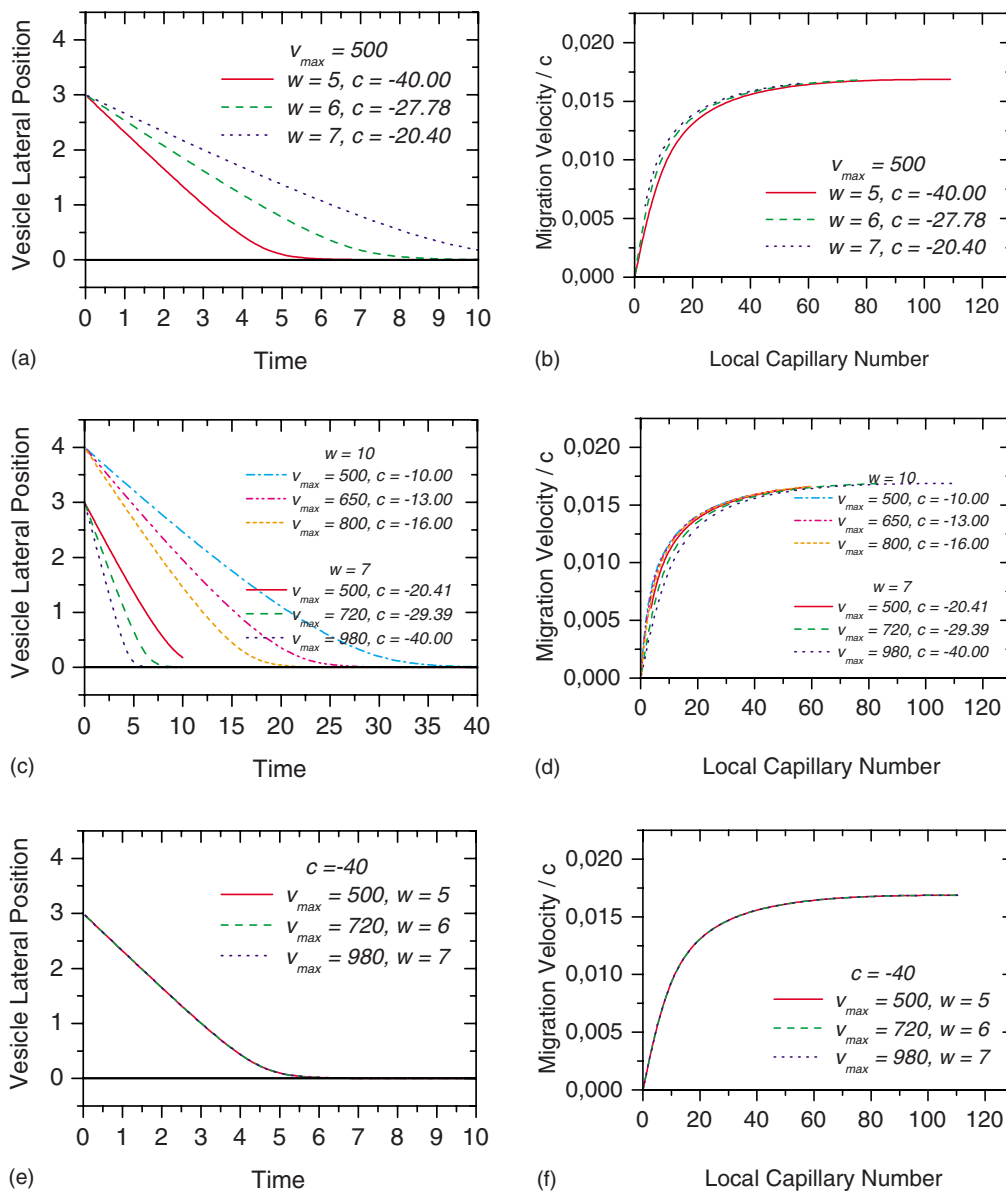 4
3
2
1
0
Vesicle Lateral Position
v_max = 500
w = 5, c = -40.00
w = 6, c = -27.78
w = 7, c = -20.40
0 1 2 3 4 5 6 7 8 9 10
(a)
Time
0,020
0,015
0,010
0,005
0,000
Migration Velocity / c
v_max = 500
w = 5, c = -40.00
w = 6, c = -27.78
w = 7, c = -20.40
0 20 40 60 80 100 120
(b)
Local Capillary Number
4
3
2
1
0
Vesicle Lateral Position
w = 10
v_max = 500, c = -10.00
v_max = 650, c = -13.00
v_max = 800, c = -16.00
w = 7
v_max = 500, c = -20.41
v_max = 720, c = -29.39
v_max = 980, c = -40.00
0 5 10 15 20 25 30 35 40
(c)
Time
0,020
0,015
0,010
0,005
0,000
Migration Velocity / c
w = 10
v_max = 500, c = -10.00
v_max = 650, c = -13.00
v_max = 800, c = -16.00
w = 7
v_max = 500, c = -20.41
v_max = 720, c = -29.39
v_max = 980, c = -40.00
0 20 40 60 80 100 120
(d)
Local Capillary Number
4
3
2
1
0
Vesicle Lateral Position
c =-40
v_max = 500, w = 5
v_max = 720, w = 6
v_max = 980, w = 7
0 1 2 3 4 5 6 7 8 9 10
(e)
Time
0,020
0,015
0,010
0,005
0,000
Migration Velocity / c
c = -40
v_max = 500, w = 5
v_max = 720, w = 6
v_max = 980, w = 7
0 20 40 60 80 100 120
(f)
Local Capillary Number